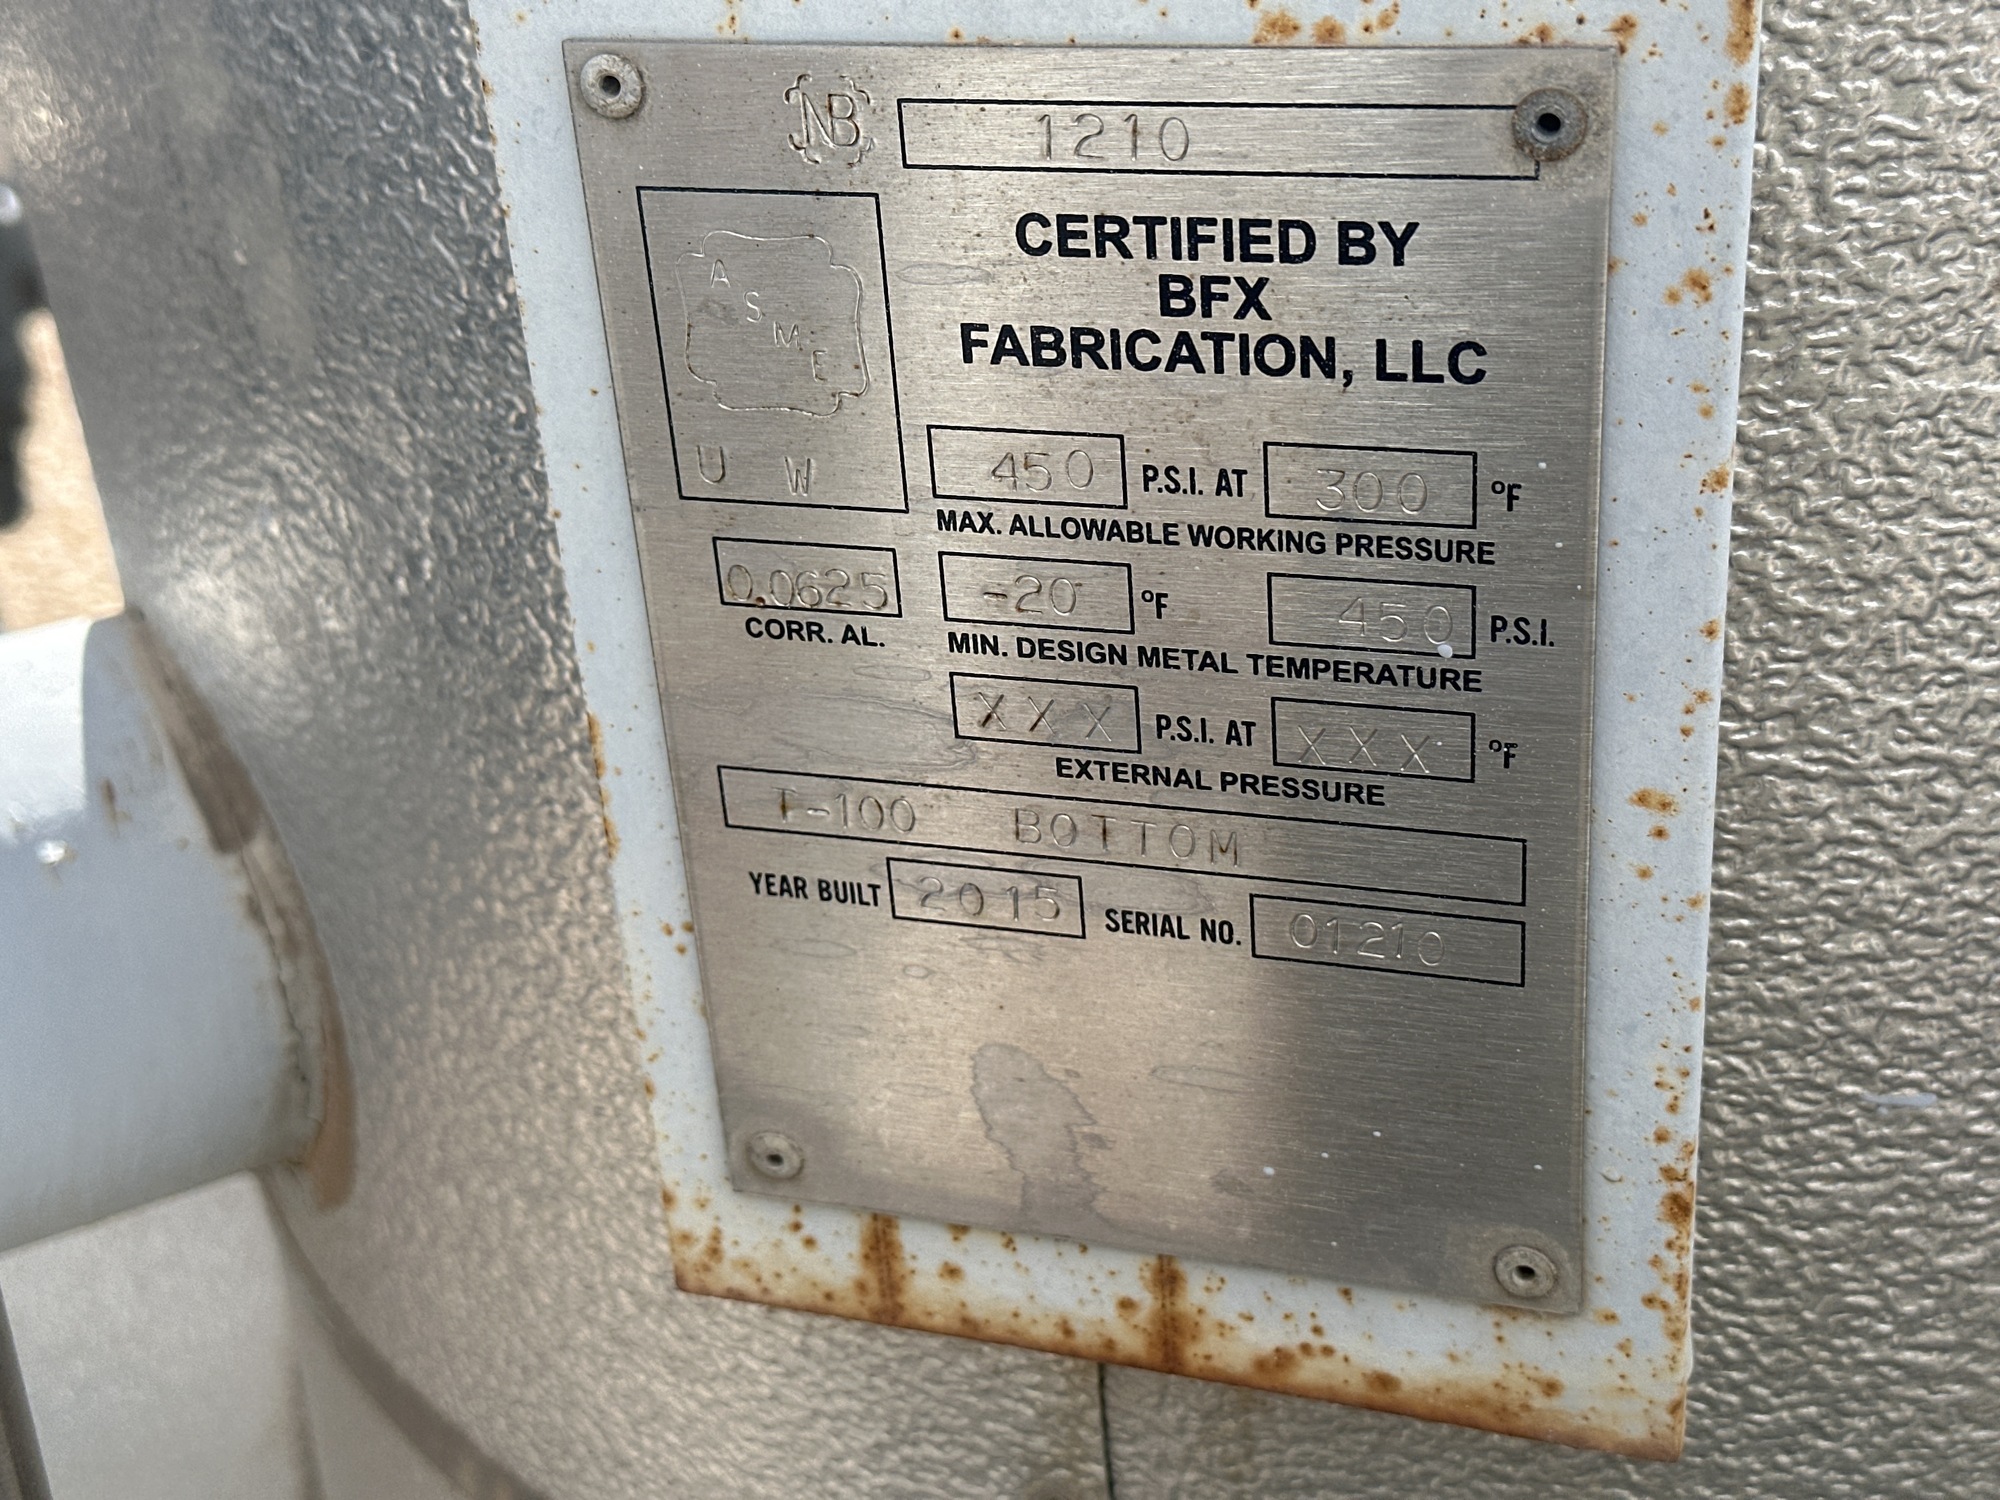 NB 1210
CERTIFIED BY
BFX
FABRICATION, LLC
A
S
M
E
U W
450 P.S.I. AT 300 °F
MAX. ALLOWABLE WORKING PRESSURE
0.0625 -20 °F 450 P.S.I.
CORR. AL. MIN. DESIGN METAL TEMPERATURE
XXX P.S.I. AT XXX °F
EXTERNAL PRESSURE
T-100 BOTTOM
YEAR BUILT 2015 SERIAL NO. 01210